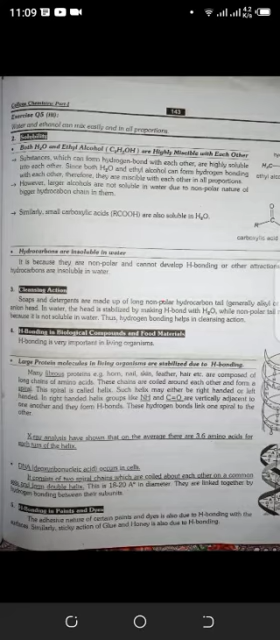 11:09
4.2 K/s
College Chemistry: Part-I
143
Exercise Q5 (iii)
Water and ethanol can mix easily and in all proportions.
2. Solubility
• Both H₂O and Ethyl Alcohol (C₂H₅OH) are Highly Miscible with Each Other
→ Substances, which can form hydrogen-bond with each other, are highly soluble
into each other. Since both H₂O and ethyl alcohol can form hydrogen bonding
with each other, therefore, they are miscible with each other in all proportions.
→ However, larger alcohols are not soluble in water due to non-polar nature of
bigger hydrocarbon chain in them.
→ Similarly, small carboxylic acids (RCOOH) are also soluble in H₂O.
carboxylic acid
• Hydrocarbons are insoluble in water
It is because they are non-polar and cannot develop H-bonding or other attraction
hydrocarbons are insoluble in water.
3. Cleansing Action
Soaps and detergents are made up of long non-polar hydrocarbon tail (generally alkyl
anion head. In water, the head is stabilized by making H-bond with H₂O, while non-polar tail
because it is not soluble in water. Thus, hydrogen bonding helps in cleansing action.
4. H-Bonding in Biological Compounds and Food Materials
H-bonding is very important in living organisms.
• Large Protein molecules in living organisms are stabilized due to H-bonding.
Many fibrous proteins e.g. horn, nail, skin, feather, hair etc. are composed of
long chains of amino acids. These chains are coiled around each other and form a
spiral. This spiral is called helix. Such helix may either be right handed or left
handed. In right handed helix groups like NH and C=O are vertically adjacent to
one another and they form H-bonds. These hydrogen bonds link one spiral to the
other.
X-ray analysis have shown that on the average there are 3.6 amino acids for
each turn of the helix.
• DNA (deoxyribonucleic acid) occurs in cells.
It consists of two spiral chains which are coiled about each other on a common
axis and form double helix. This is 18-20 A° in diameter. They are linked together by
hydrogen bonding between their subunits.
5. H-Bonding in Paints and Dyes
The adhesive nature of certain paints and dyes is also due to H-bonding with the
surfaces. Similarly, sticky action of Glue and Honey is also due to H-bonding.